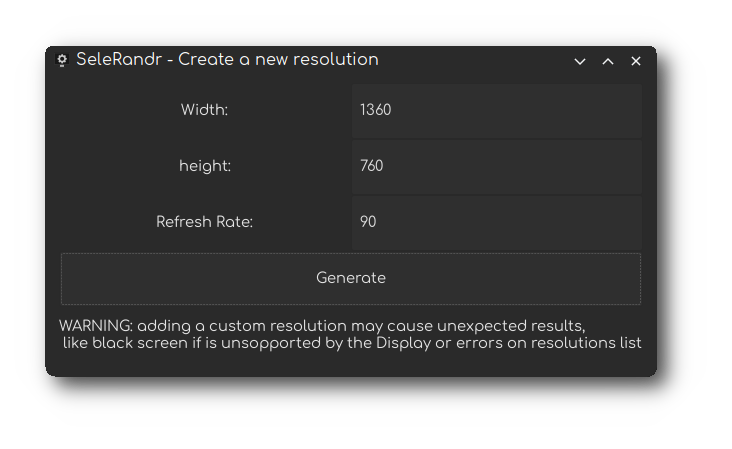 SeleRandr - Create a new resolution
Width: 1360
height: 760
Refresh Rate: 90
Generate
WARNING: adding a custom resolution may cause unexpected results,
like black screen if is unsopported by the Display or errors on resolutions list